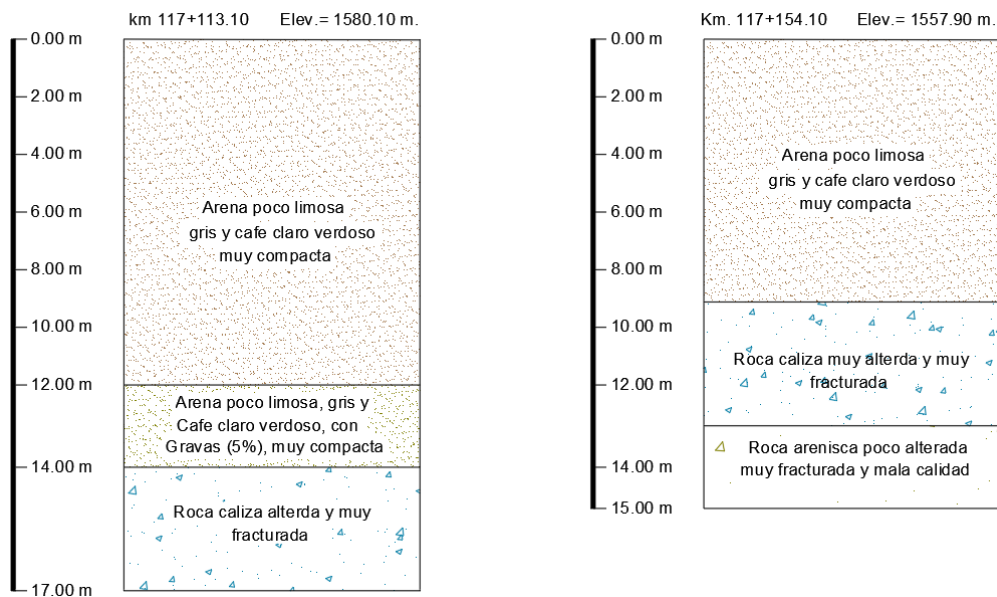 km 117+113.10 Elev.= 1580.10 m.
0.00 m
2.00 m
4.00 m
6.00 m
8.00 m
10.00 m
12.00 m
14.00 m
17.00 m
Arena poco limosa
gris y cafe claro verdoso
muy compacta
Arena poco limosa, gris y
Cafe claro verdoso, con
Gravas (5%), muy compacta
Roca caliza alterda y muy
fracturada
Km. 117+154.10 Elev.= 1557.90 m.
0.00 m
2.00 m
4.00 m
6.00 m
8.00 m
10.00 m
12.00 m
14.00 m
15.00 m
Arena poco limosa
gris y cafe claro verdoso
muy compacta
Roca caliza muy alterda y muy
fracturada
Roca arenisca poco alterada
muy fracturada y mala calidad